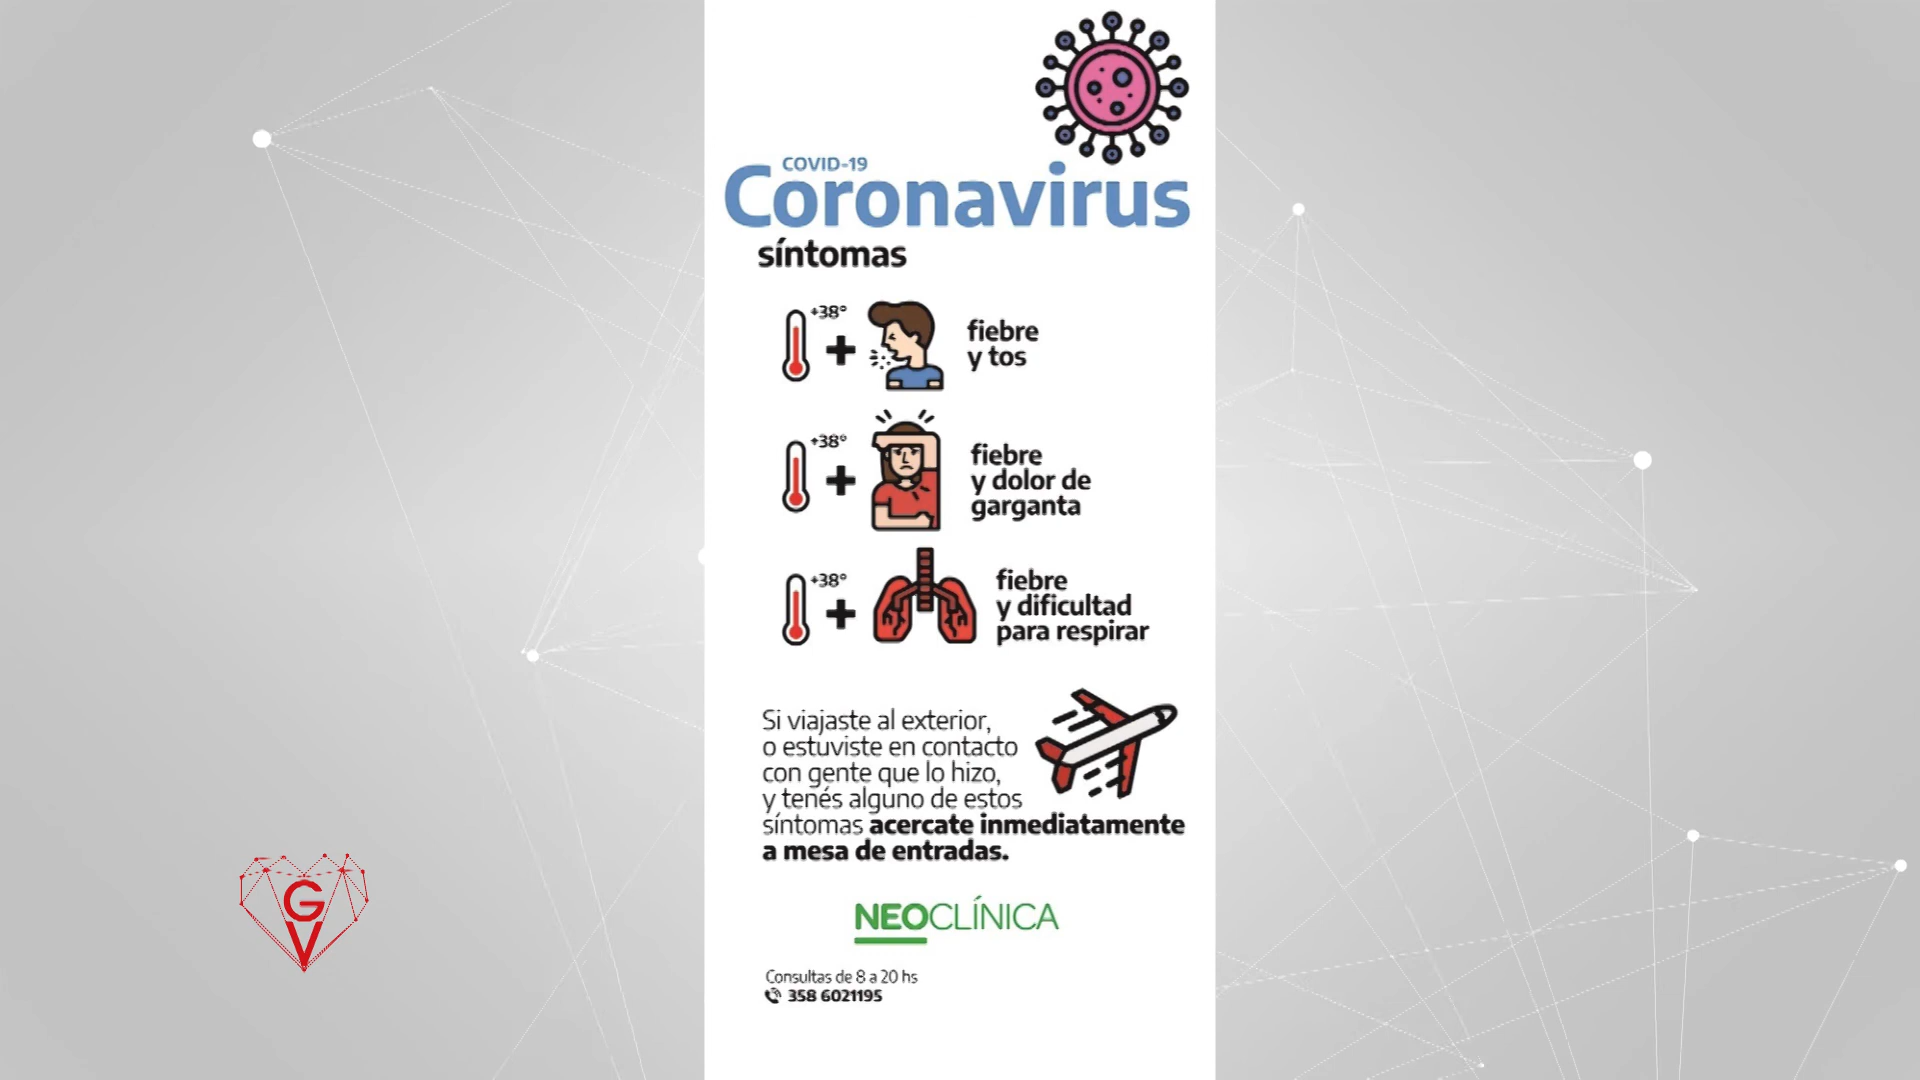 COVID-19
Coronavirus
síntomas
+38°
fiebre
y tos
+38°
fiebre
y dolor de
garganta
+38°
fiebre
y dificultad
para respirar
Si viajaste al exterior,
o estuviste en contacto
con gente que lo hizo,
y tenés alguno de estos
síntomas acercate inmediatamente
a mesa de entradas.
NEOCLÍNICA
Consultas de 8 a 20 hs
358 6021195
G
V